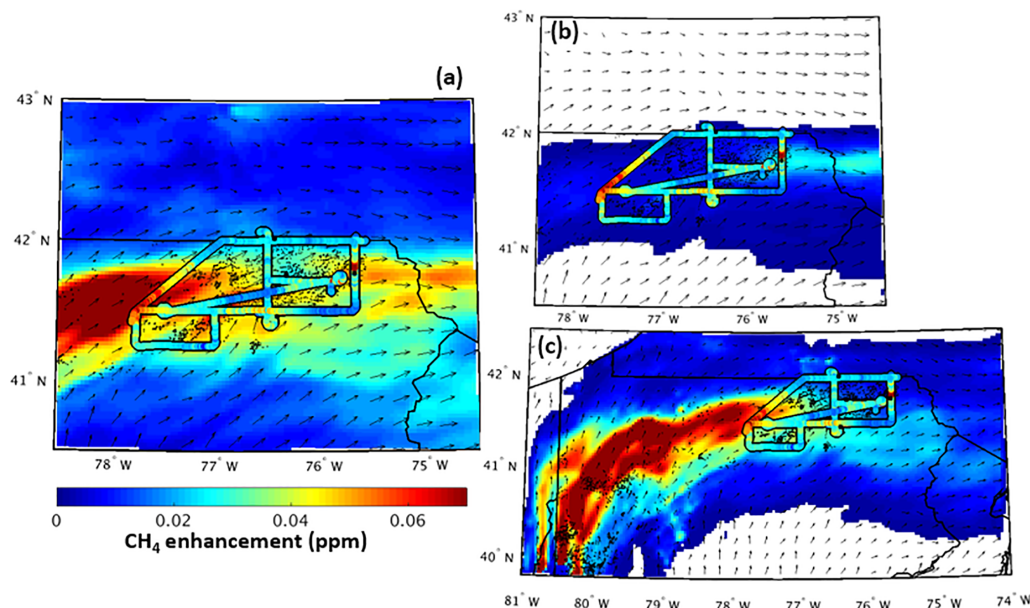 (a)
43° N
42° N
41° N
78° W
77° W
76° W
75° W
0
0.02
0.04
0.06
CH₄ enhancement (ppm)
(b)
43° N
42° N
41° N
78° W
77° W
76° W
75° W
(c)
42° N
41° N
40° N
81° W
80° W
79° W
78° W
77° W
76° W
75° W
74° W